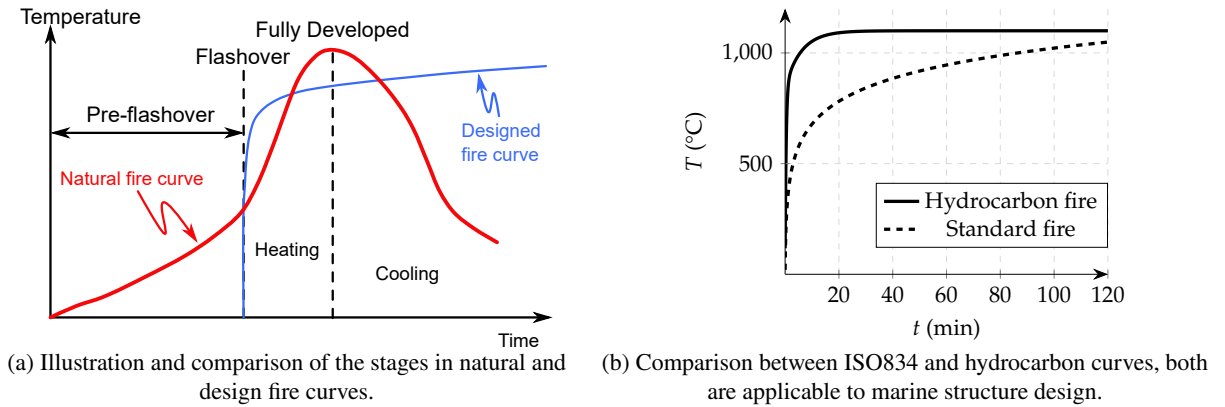 Temperature
Fully Developed
Flashover
Pre-flashover
Designed
fire curve
Natural fire curve
Heating
Cooling
Time
(a) Illustration and comparison of the stages in natural and
design fire curves.
1,000
500
T (°C)
Hydrocarbon fire
Standard fire
20 40 60 80 100 120
t (min)
(b) Comparison between ISO834 and hydrocarbon curves, both
are applicable to marine structure design.